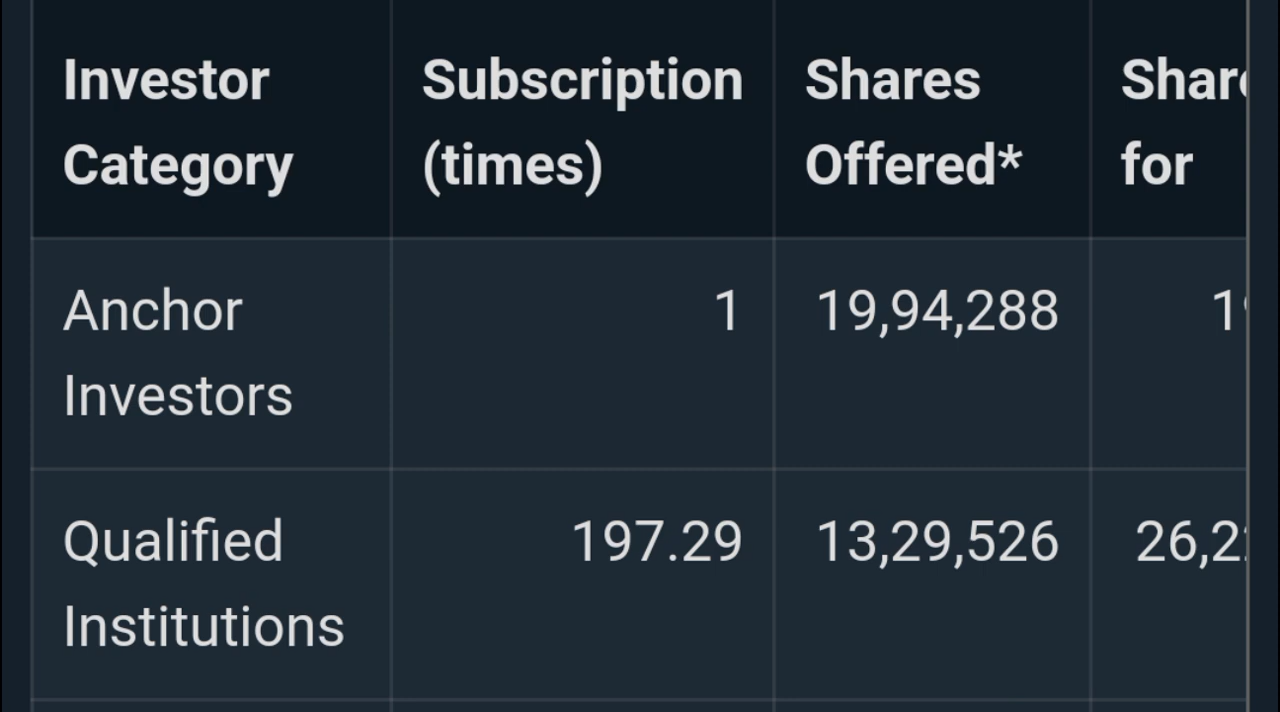 Investor Category
Subscription (times)
Shares Offered*
for
Anchor Investors
1
19,94,288
Qualified Institutions
197.29
13,29,526